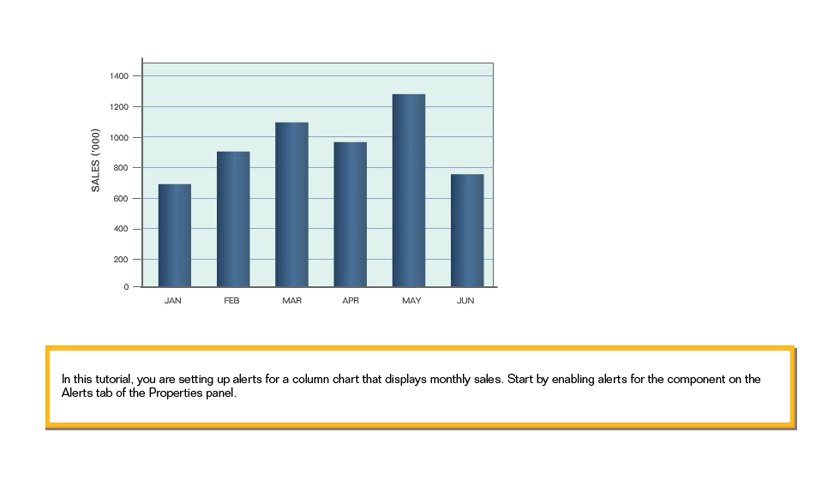 1400
1200
1000
800
600
400
200
0
SALES ('000)
JAN FEB MAR APR MAY JUN
In this tutorial, you are setting up alerts for a column chart that displays monthly sales. Start by enabling alerts for the component on the
Alerts tab of the Properties panel.